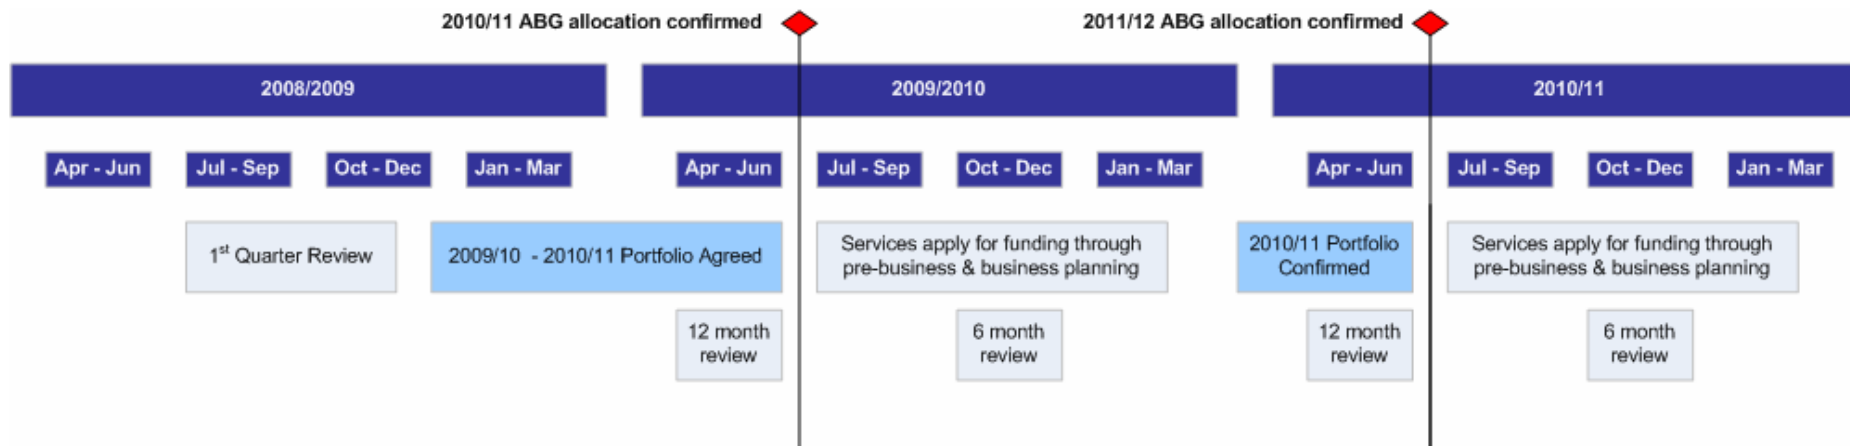 2010/11 ABG allocation confirmed
2011/12 ABG allocation confirmed
2008/2009
2009/2010
2010/11
Apr - Jun
Jul - Sep
Oct - Dec
Jan - Mar
Apr - Jun
Jul - Sep
Oct - Dec
Jan - Mar
Apr - Jun
Jul - Sep
Oct - Dec
Jan - Mar
1st Quarter Review
2009/10  - 2010/11 Portfolio Agreed
Services apply for funding through
pre-business & business planning
2010/11 Portfolio
Confirmed
Services apply for funding through
pre-business & business planning
12 month
review
6 month
review
12 month
review
6 month
review